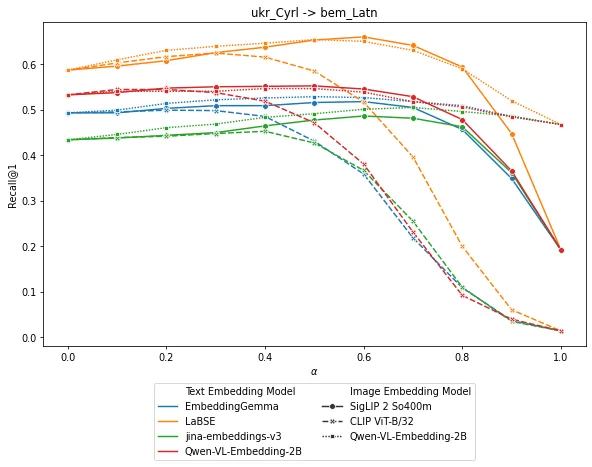 ukr_Cyrl -> bem_Latn
Recall@1
0.6
0.5
0.4
0.3
0.2
0.1
0.0
0.0 0.2 0.4 0.6 0.8 1.0
α
Text Embedding Model Image Embedding Model
EmbeddingGemma SigLIP 2 So400m
LaBSE CLIP ViT-B/32
jina-embeddings-v3 Qwen-VL-Embedding-2B
Qwen-VL-Embedding-2B